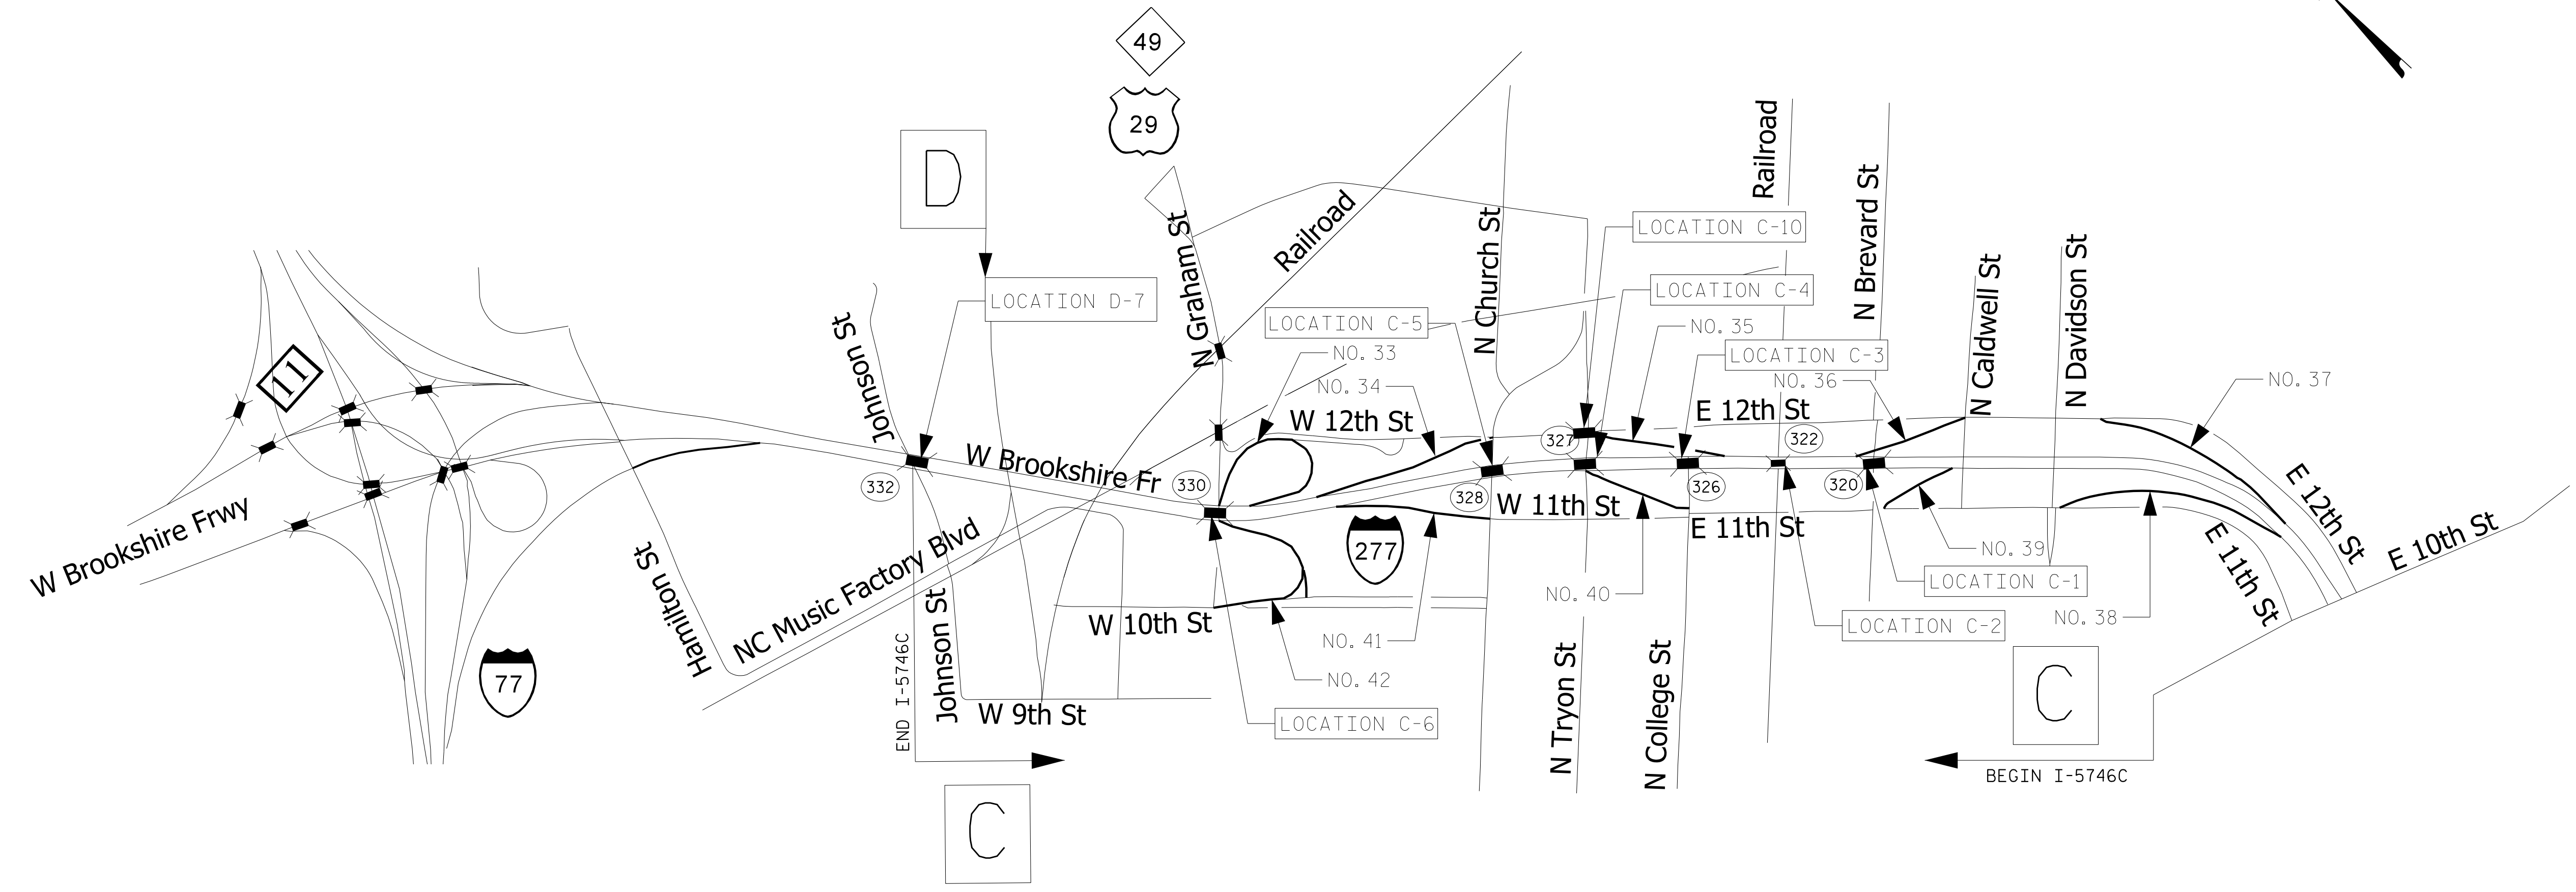 49
29
D
LOCATION D-7
Johnson St
N Graham St
Railroad
N Church St
Railroad
N Brevard St
N Caldwell St
N Davidson St
LOCATION C-10
LOCATION C-4
LOCATION C-5
NO. 35
LOCATION C-3
NO. 33
NO. 34
NO. 36
NO. 37
W 12th St
E 12th St
327
322
11
W Brookshire Fr
332
330
328
326
320
W 11th St
E 11th St
277
E 12th St
E 10th St
E 11th St
W Brookshire Frwy
Hamilton St
NC Music Factory Blvd
NO. 39
LOCATION C-1
NO. 40
LOCATION C-2
NO. 38
W 10th St
NO. 41
NO. 42
77
END I-5746C
Johnson St
W 9th St
LOCATION C-6
N Tryon St
N College St
C
BEGIN I-5746C
C